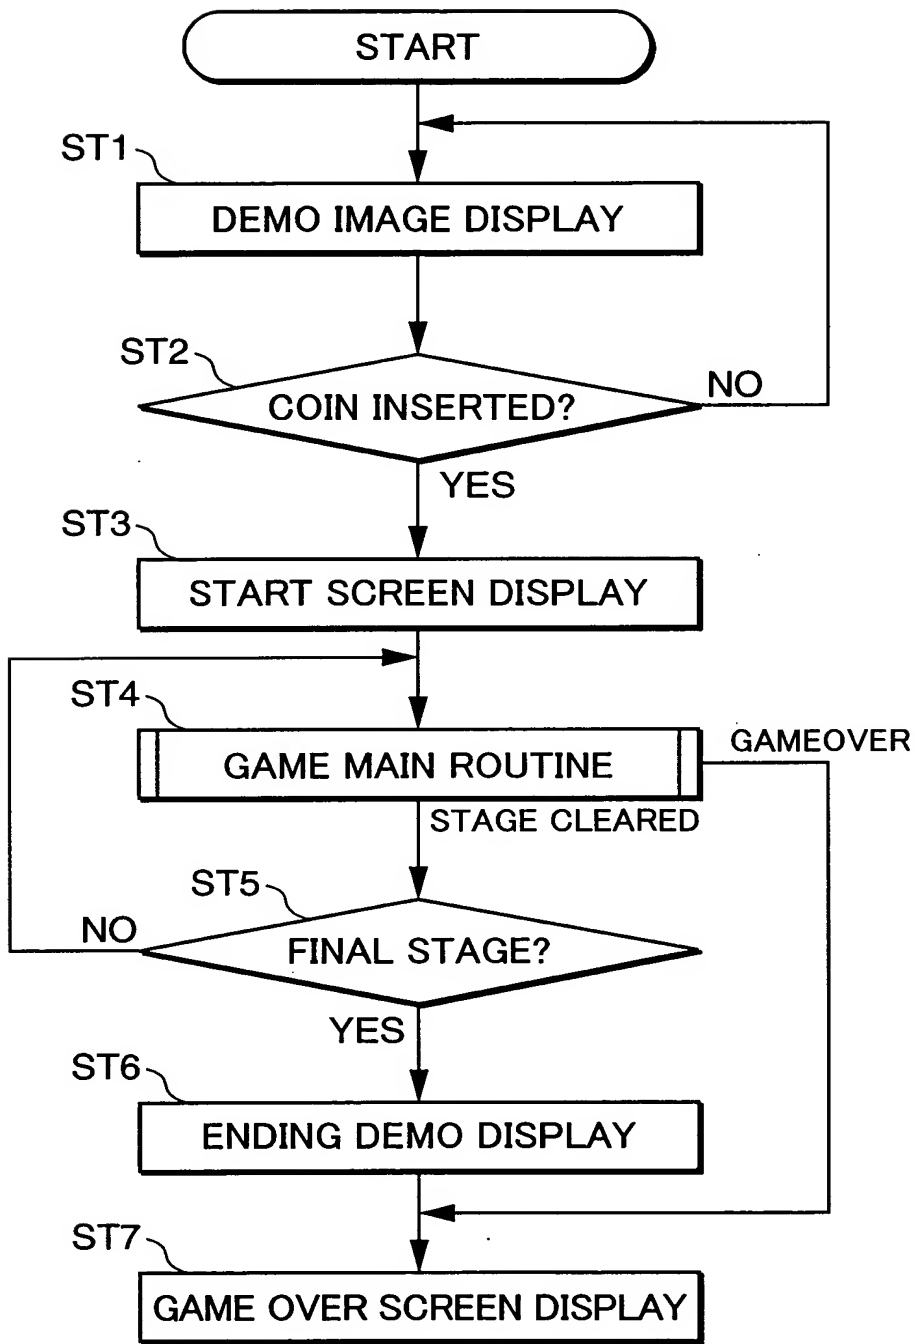 START
ST1
DEMO IMAGE DISPLAY
ST2
COIN INSERTED?
NO
YES
ST3
START SCREEN DISPLAY
ST4
GAME MAIN ROUTINE
GAMEOVER
STAGE CLEARED
ST5
NO
FINAL STAGE?
YES
ST6
ENDING DEMO DISPLAY
ST7
GAME OVER SCREEN DISPLAY